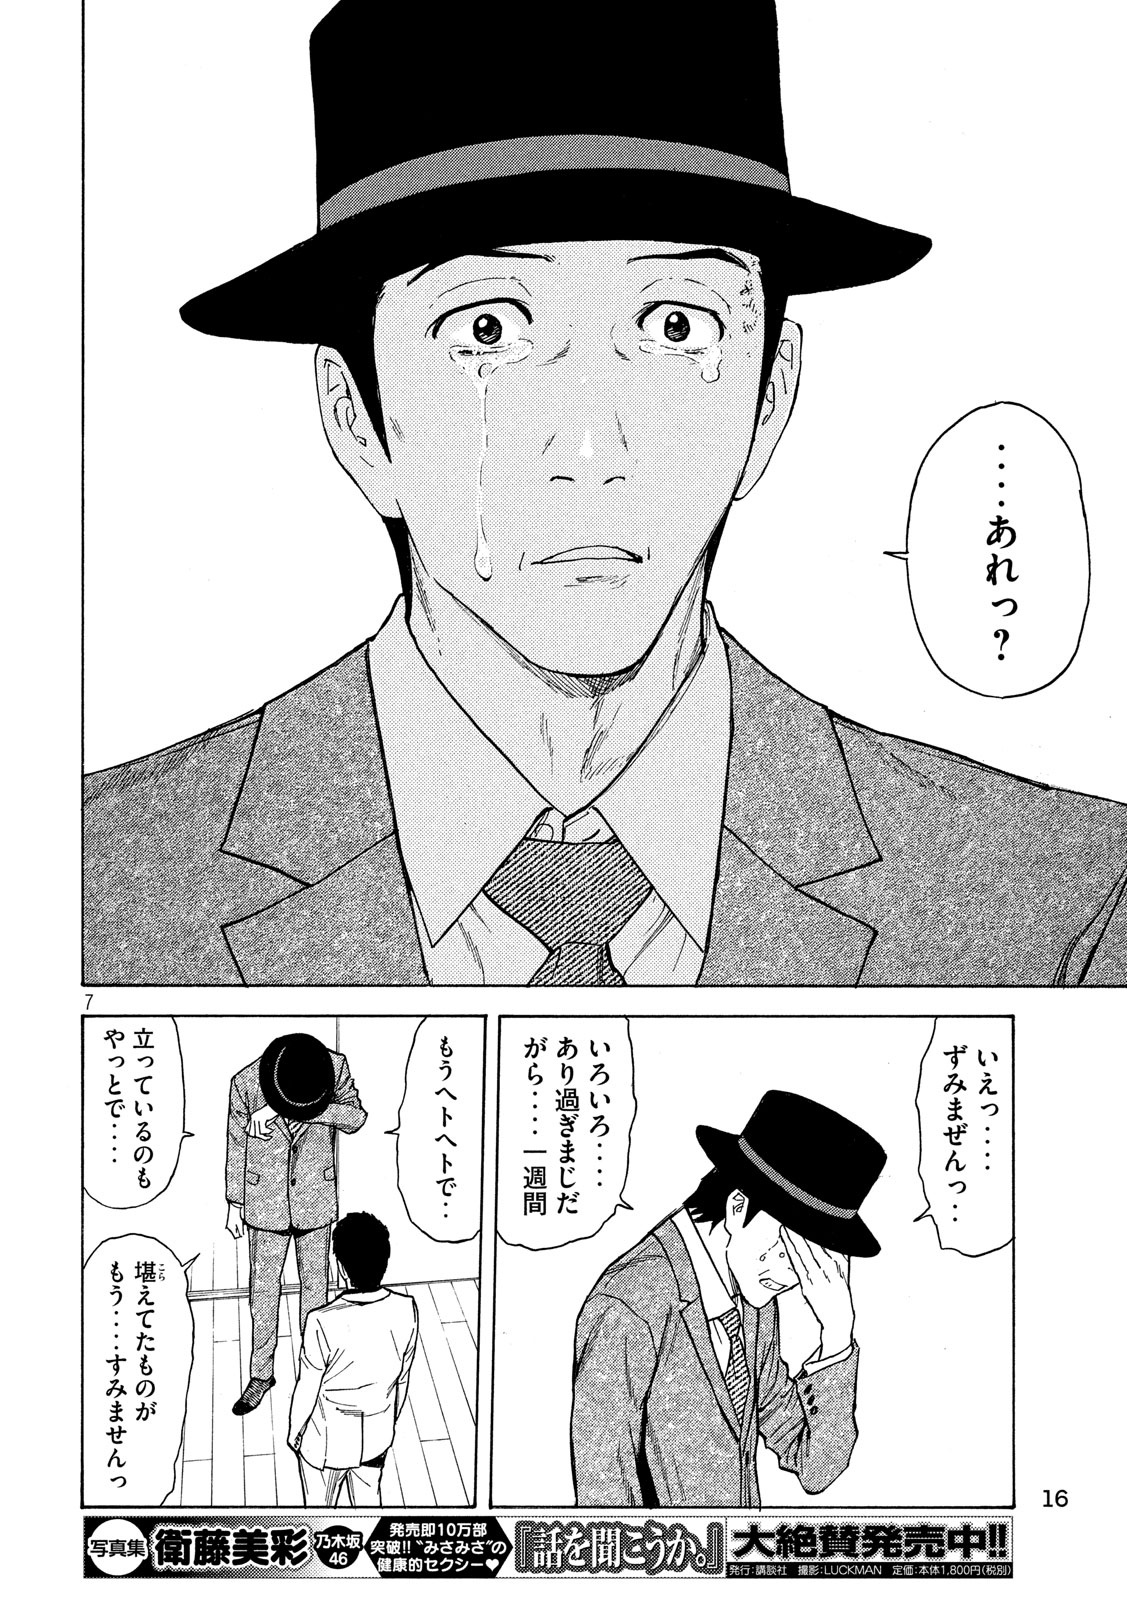 ‥‥あれっ？
いえっ‥‥
ずみまぜんっ‥
いろいろ‥‥
あり過ぎまじだ
がら‥‥一週間
もうヘトヘトで‥
立っているのも
やっとで‥‥
堪えてたものが
こら
もう‥‥すみませんっ
7
16
写真集
衛藤美彩
乃木坂
46
発売即10万部
突破!!〝みさみさ〟の
健康的セクシー♥
『話を聞こうか。』
大絶賛発売中!!
発行：講談社　撮影：LUCKMAN　定価：本体1,800円(税別)